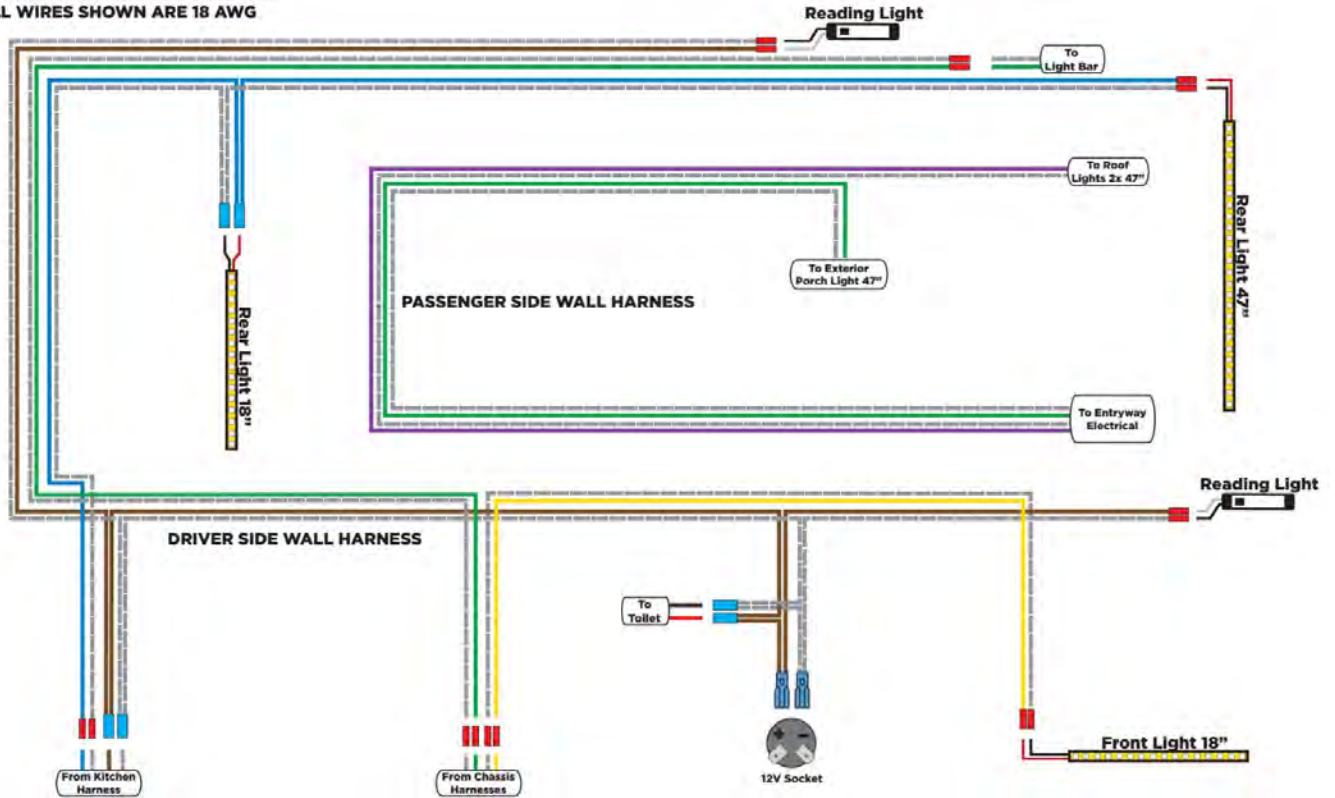 L WIRES SHOWN ARE 18 AWG
Reading Light
To
Light Bar
To Roof
Lights 2x 47"
Rear Light 47"
To Exterior
Porch Light 47"
PASSENGER SIDE WALL HARNESS
Rear Light 18"
To Entryway
Electrical
Reading Light
DRIVER SIDE WALL HARNESS
To
Toilet
+ −
12V Socket
Front Light 18"
From Kitchen
Harness
From Chassis
Harnesses